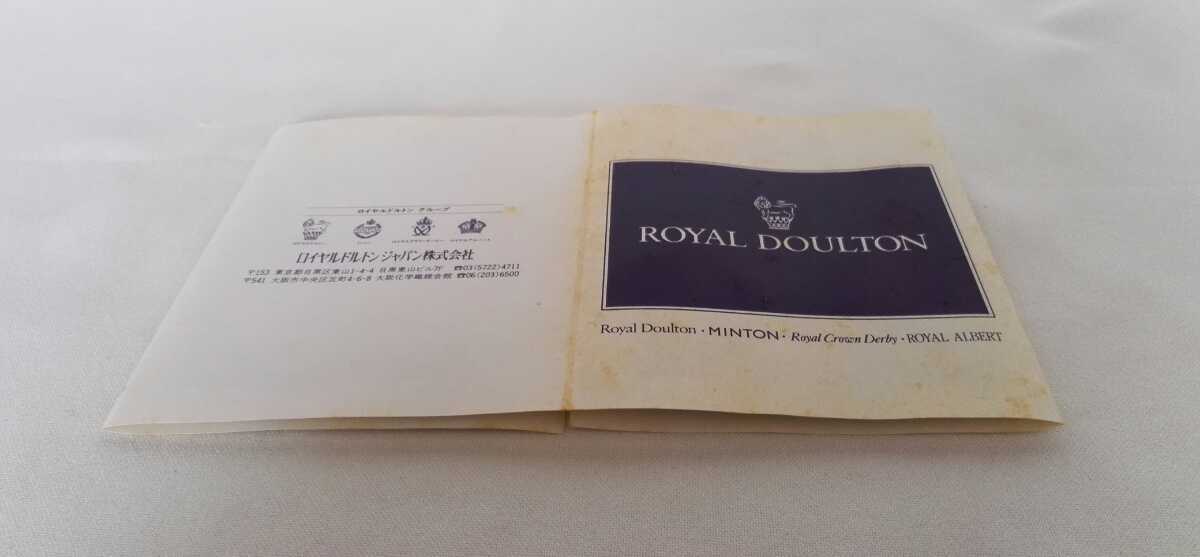 ロイヤルドルトン グループ
ロイヤルドルトンジャパン株式会社
〒153 東京都目黒区東山1-4-4 目黒東山ビル7F ☎03(5722)4711
〒541 大阪市中央区瓦町4-6-8 大阪化学繊維会館 ☎06(203)6500
ROYAL DOULTON
Royal Doulton · MINTON · Royal Crown Derby · ROYAL ALBERT